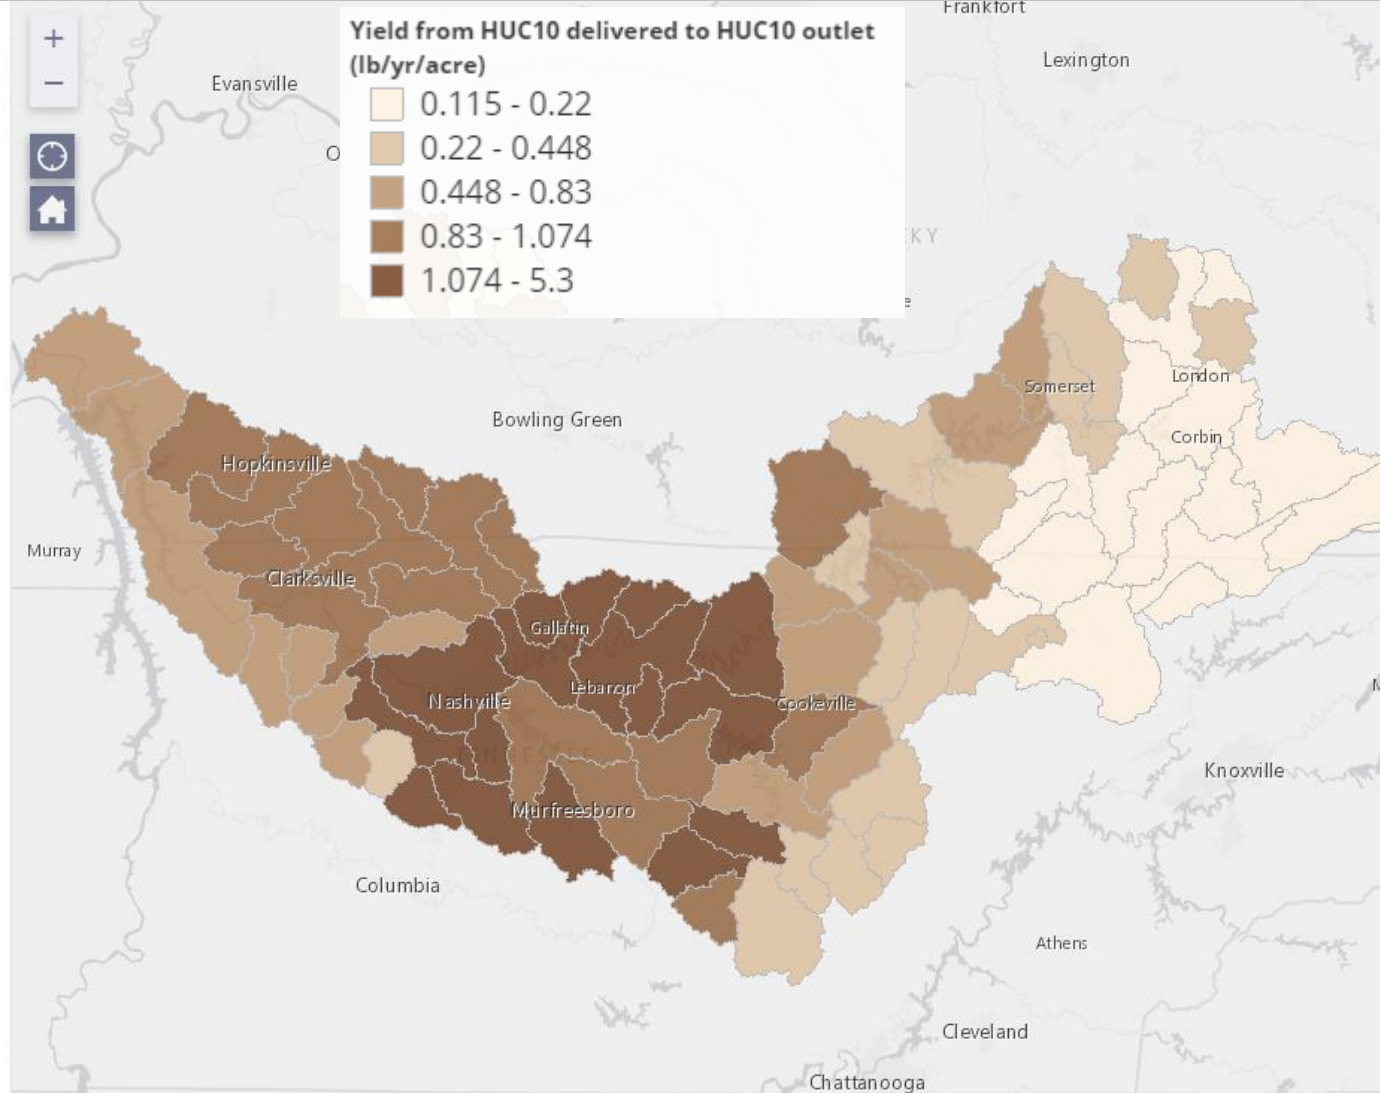 Frankfort
+
Yield from HUC10 delivered to HUC10 outlet
(lb/yr/acre)
Lexington
−
Evansville
0.115 - 0.22
0.22 - 0.448
O
0.448 - 0.83
0.83 - 1.074
KY
1.074 - 5.3
e
London
Somerset
Bowling Green
Corbin
Hopkinsville
Murray
Clarksville
Gallatin
Lebanon
Nashville
Cookeville
M
TENNESSEE
Knoxville
Murfreesboro
Columbia
Athens
Cleveland
Chattanooga